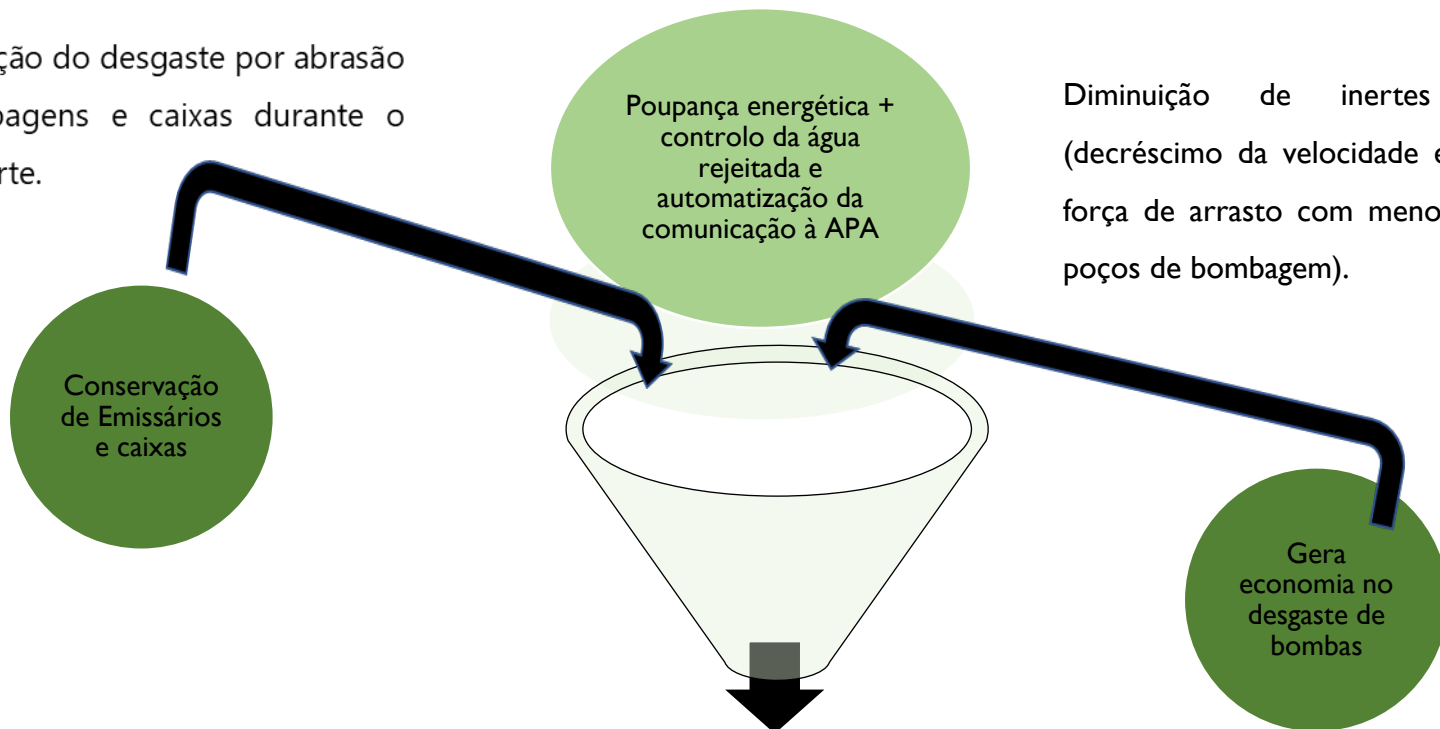 ção do desgaste por abrasão
bagens e caixas durante o
rte.
Poupança energética +
controlo da água
rejeitada e
automatização da
comunicação à APA
Diminuição de inertes
(decréscimo da velocidade e
força de arrasto com meno
poços de bombagem).
Conservação
de Emissários
e caixas
Gera
economia no
desgaste de
bombas